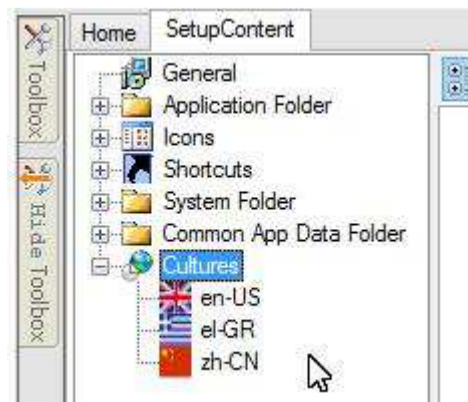 Home
SetupContent
Toolbox
Hide Toolbox
General
Application Folder
Icons
Shortcuts
System Folder
Common App Data Folder
Cultures
en-US
el-GR
zh-CN